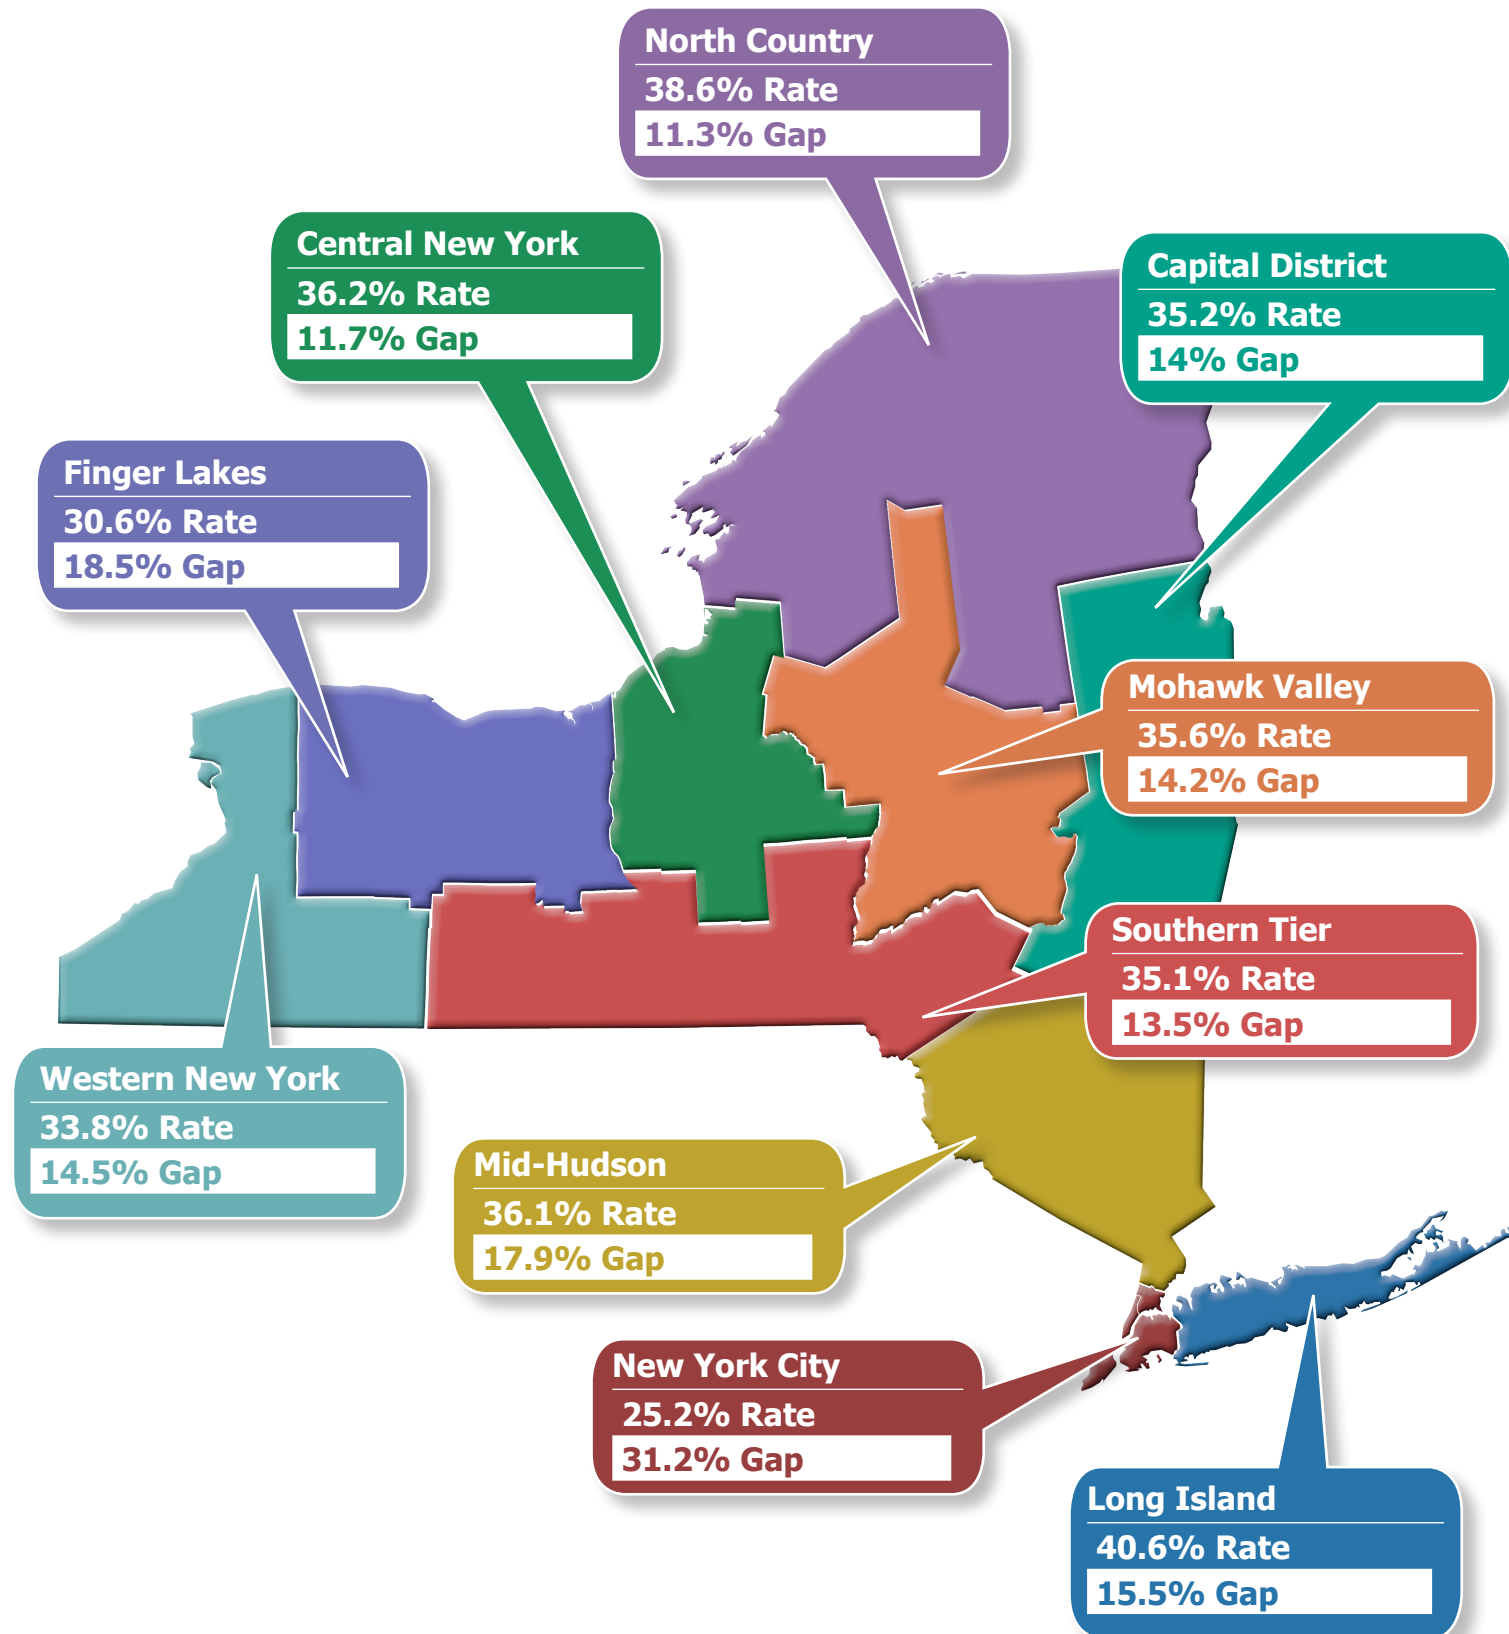 North Country
38.6% Rate
11.3% Gap
Central New York
36.2% Rate
11.7% Gap
Capital District
35.2% Rate
14% Gap
Finger Lakes
30.6% Rate
18.5% Gap
Mohawk Valley
35.6% Rate
14.2% Gap
Southern Tier
35.1% Rate
13.5% Gap
Western New York
33.8% Rate
14.5% Gap
Mid-Hudson
36.1% Rate
17.9% Gap
New York City
25.2% Rate
31.2% Gap
Long Island
40.6% Rate
15.5% Gap